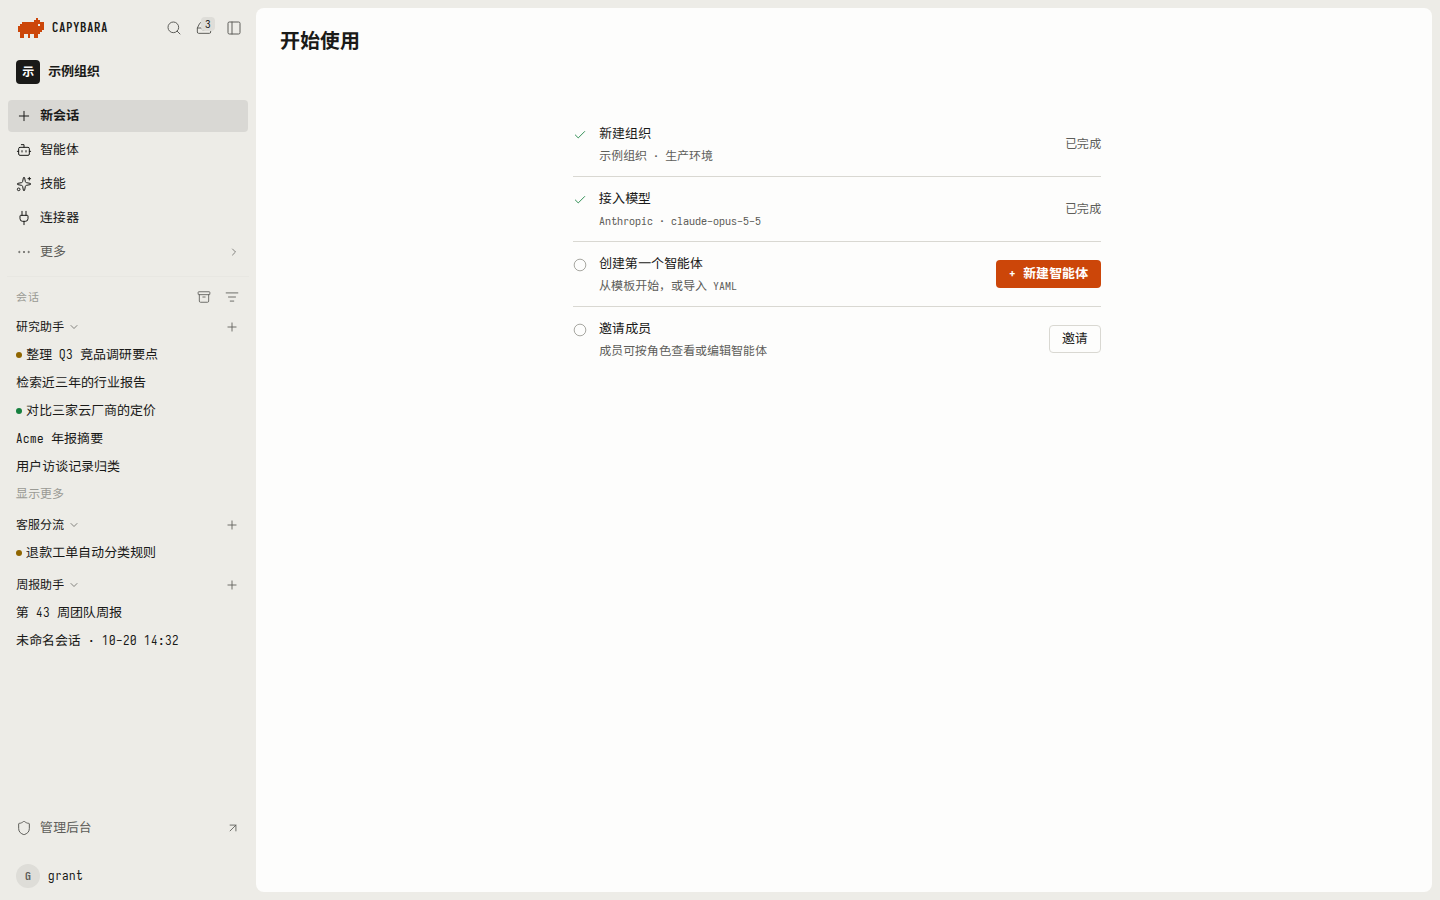 CAPYBARA
3
示 示例组织
新会话
智能体
技能
连接器
更多
会话
研究助手
整理 Q3 竞品调研要点
检索近三年的行业报告
对比三家云厂商的定价
Acme 年报摘要
用户访谈记录归类
显示更多
客服分流
退款工单自动分类规则
周报助手
第 43 周团队周报
未命名会话 · 10-20 14:32
管理后台
G grant
开始使用
新建组织
示例组织 · 生产环境
已完成
接入模型
Anthropic · claude-opus-5-5
已完成
创建第一个智能体
从模板开始，或导入 YAML
+ 新建智能体
邀请成员
成员可按角色查看或编辑智能体
邀请